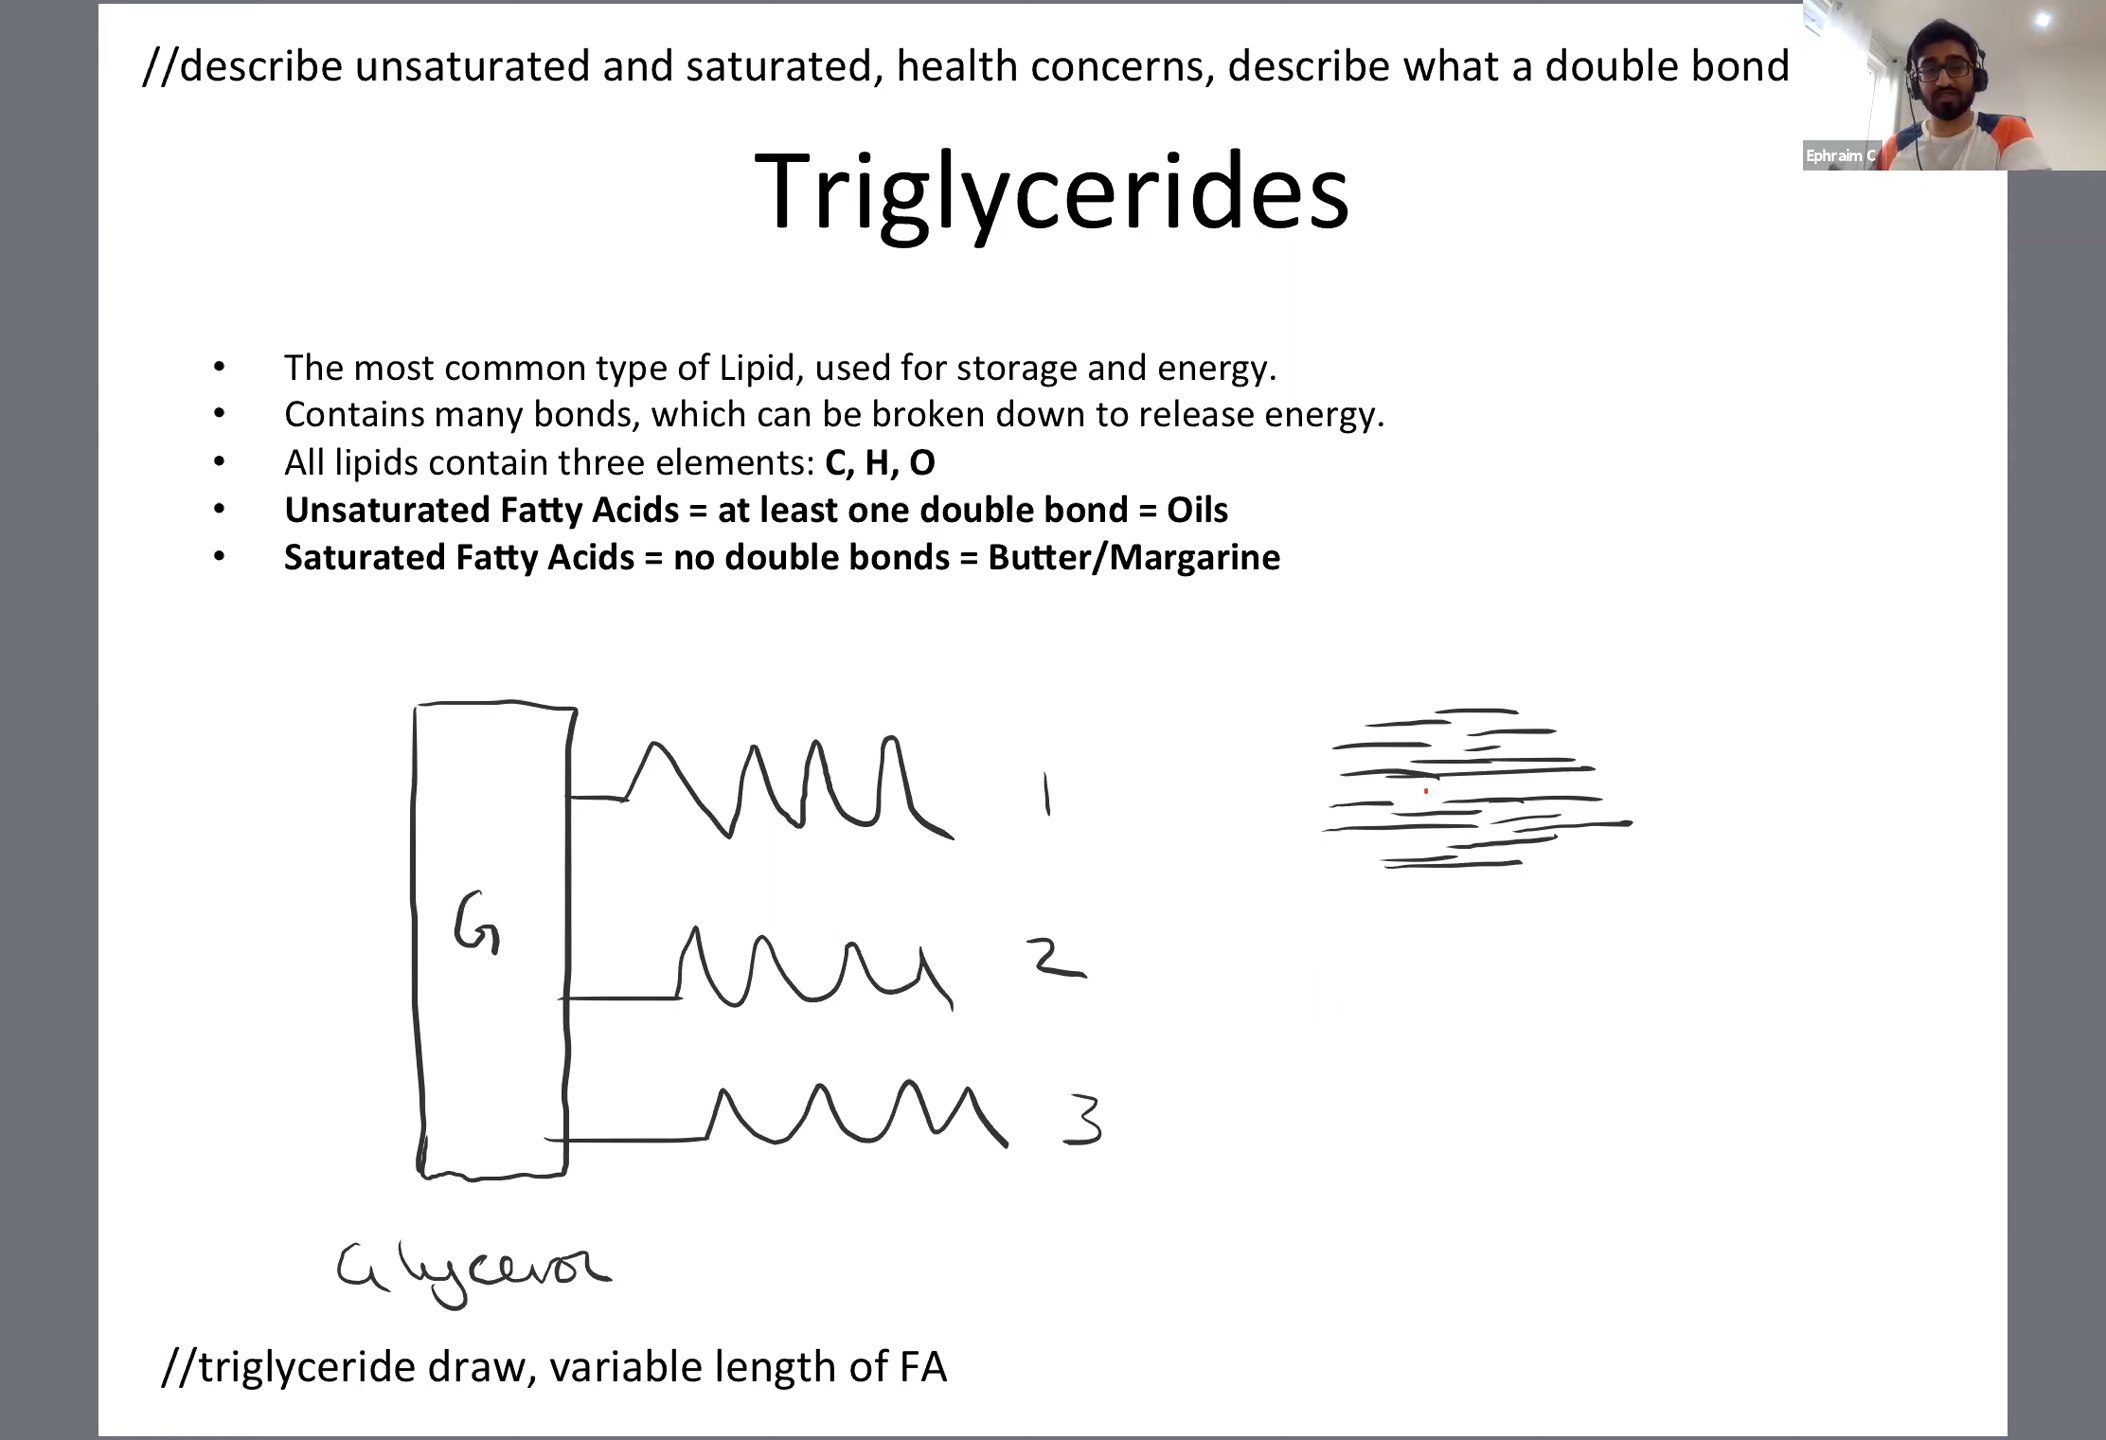 //describe unsaturated and saturated, health concerns, describe what a double bond
Ephraim C
Triglycerides
• The most common type of Lipid, used for storage and energy.
• Contains many bonds, which can be broken down to release energy.
• All lipids contain three elements: C, H, O
• Unsaturated Fatty Acids = at least one double bond = Oils
• Saturated Fatty Acids = no double bonds = Butter/Margarine
1
G
2
3
Glycerol
//triglyceride draw, variable length of FA